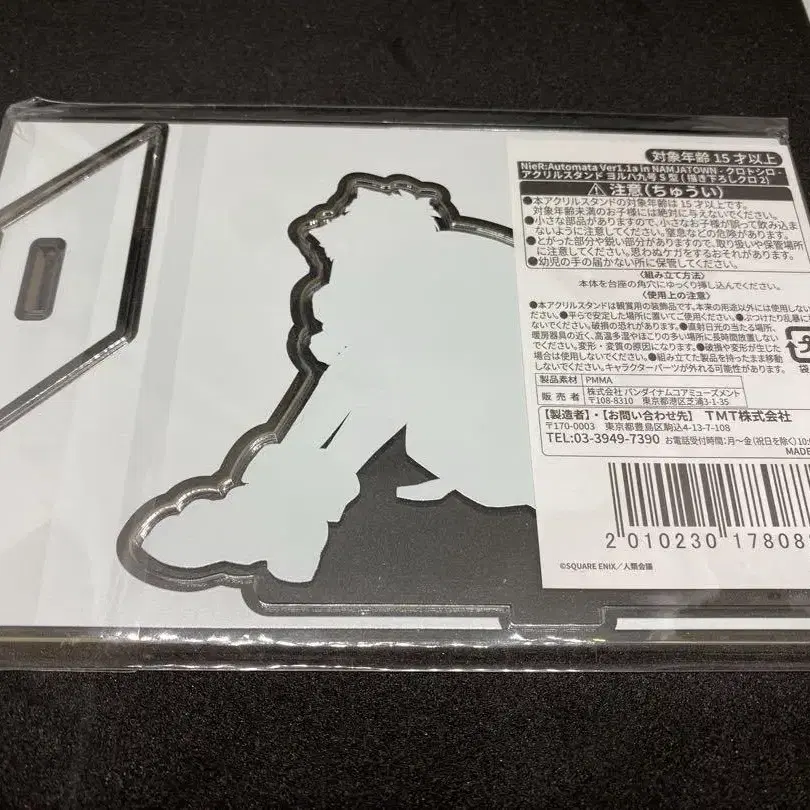 対象年齢 15 才以上
NieR:Automata Ver1.1a in NAMJATOWN - クロトシロ -
アクリルスタンド ヨルハ九号S型 ( 描き下ろしクロ 2)
注意(ちゅうい)
●本アクリルスタンドの対象年齢は 15 才以上です。
対象年齢未満のお子様には絶対に与えないでください。
●小さな部品がありますので、小さなお子様が誤って飲み込ま
ないように注意してください。窒息などの危険があります。
●とがった部分や鋭い部分がありますので、取り扱いや保管場所
に注意してください。思わぬケガをするおそれがあります。
●幼児の手の届かない所に保管してください。
〈組み立て方法〉
本体を台座の角穴にゆっくり挿し込んでください。
〈使用上の注意〉
●本アクリルスタンドは観賞用の装飾品です。本来の用途以外には使用しない
でください。●平らで安定した場所に置いてご使用ください。●ぶつけたり乱暴に
ないでください。破損の恐れがあります。●直射日光の当たる場所、
暖房器具の近く、高温多湿やほこりの多い場所に長時間放置しない
でください。変形・変質の原因になります。●破損や変形が生じた
場合は使用しないでください。●組み立てた製品を持ったまま移動
しないでください。キャラクターパーツが外れる可能性があります。
袋
製品素材 PMMA
販売者 株式会社 バンダイナムコアミューズメント
〒108-8310 東京都港区芝浦3-1-35
【製造者】・【お問い合わせ先】 TMT株式会社
〒170-0003 東京都豊島区駒込4-13-7-108
TEL:03-3949-7390 お電話受付時間:月～金(祝日を除く)10:
MADE
2 010230 17808
©SQUARE ENIX／人類会議